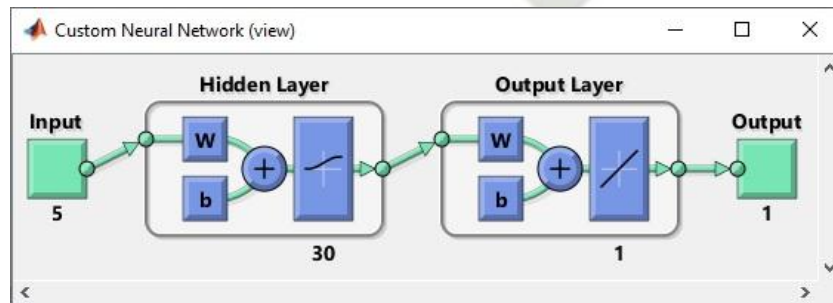 Custom Neural Network (view)
Hidden Layer
Output Layer
Input
Output
W
b
+
W
b
+
5
30
1
1